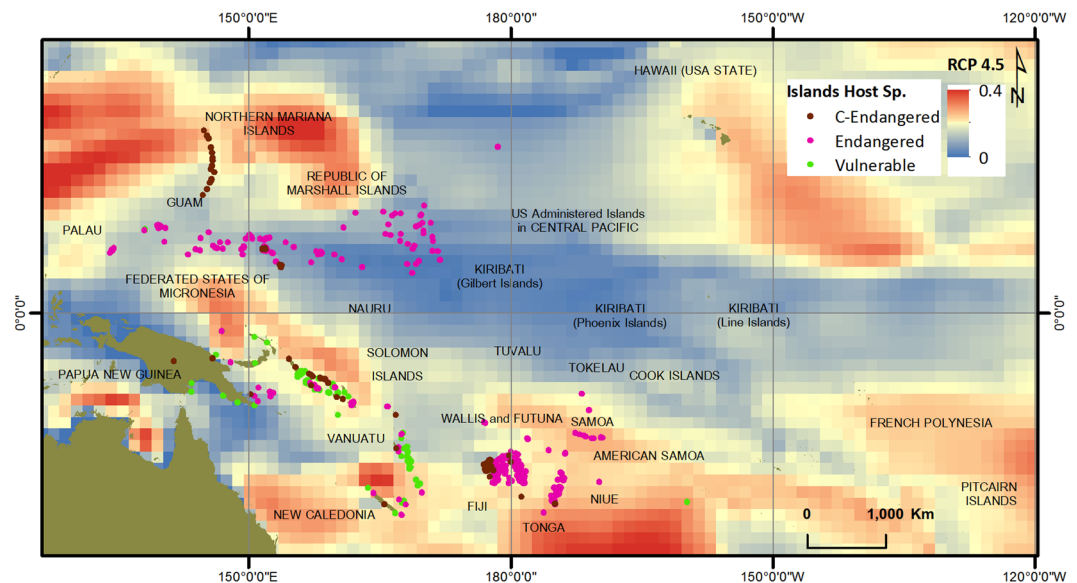 150°0'0"E
180°0'0"
150°0'0"W
120°0'0"W
HAWAII (USA STATE)
RCP 4.5
N
Islands Host Sp.
C-Endangered
Endangered
Vulnerable
0.4
0
NORTHERN MARIANA
ISLANDS
REPUBLIC OF
MARSHALL ISLANDS
GUAM
PALAU
US Administered Islands
in CENTRAL PACIFIC
FEDERATED STATES OF
MICRONESIA
KIRIBATI
(Gilbert Islands)
NAURU
KIRIBATI
(Phoenix Islands)
KIRIBATI
(Line Islands)
0°0'0"
0°0'0"
SOLOMON
ISLANDS
TUVALU
TOKELAU
COOK ISLANDS
PAPUA NEW GUINEA
WALLIS and FUTUNA
SAMOA
FRENCH POLYNESIA
VANUATU
AMERICAN SAMOA
PITCAIRN
ISLANDS
NIUE
FIJI
NEW CALEDONIA
TONGA
0
1,000 Km
150°0'0"E
180°0'0"
150°0'0"W
120°0'0"W